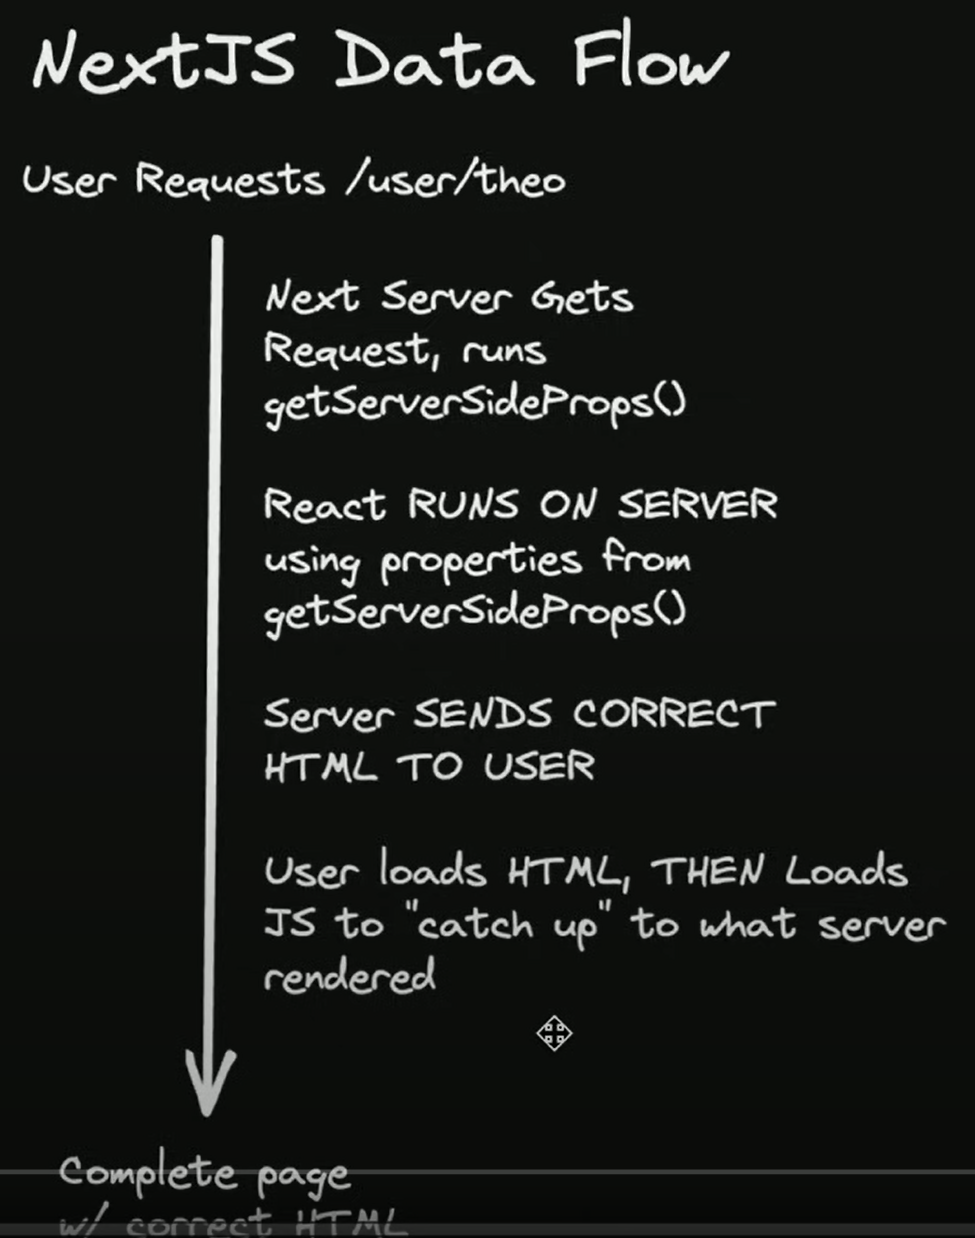 NextJS Data Flow
User Requests /user/theo
Next Server Gets
Request, runs
getServerSideProps()
React RUNS ON SERVER
using properties from
getServerSideProps()
Server SENDS CORRECT
HTML TO USER
User loads HTML, THEN Loads
JS to "catch up" to what server
rendered
Complete page
w/ correct HTML